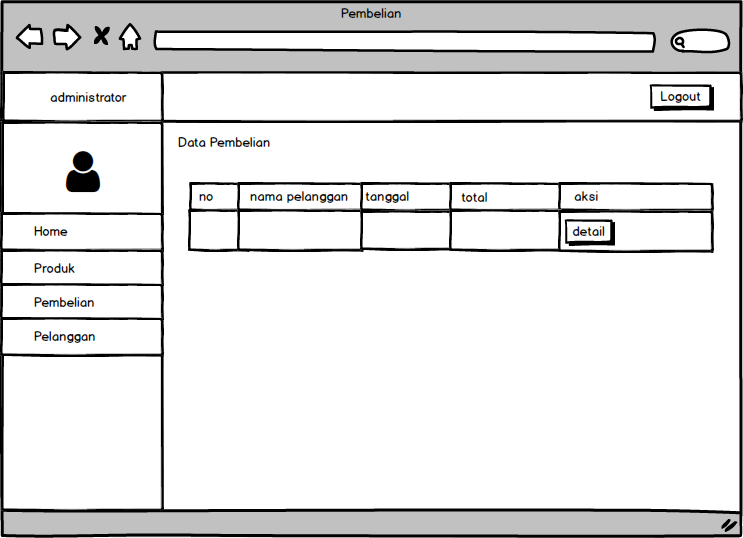 Pembelian
administrator
Logout
Data Pembelian
no nama pelanggan tanggal total aksi
detail
Home
Produk
Pembelian
Pelanggan